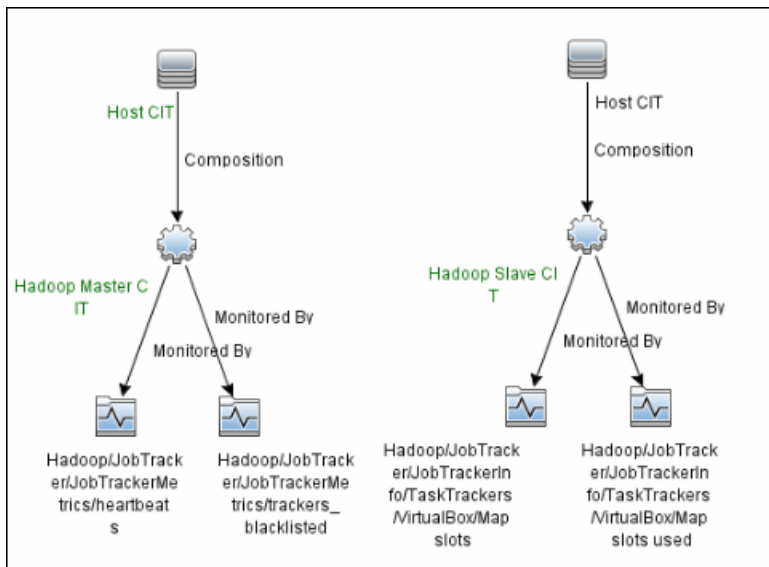 Host CIT
Composition
Hadoop Master C
IT
Monitored By
Monitored By
Hadoop/JobTrack
er/JobTrackerMe
trics/heartbeat
s
Hadoop/JobTrack
er/JobTrackerMe
trics/trackers_
blacklisted
Host CIT
Composition
Hadoop Slave CI
T
Monitored By
Monitored By
Hadoop/JobTrack
er/JobTrackerIn
fo/TaskTrackers
/VirtualBox/Map
slots
Hadoop/JobTrack
er/JobTrackerIn
fo/TaskTrackers
/VirtualBox/Map
slots used